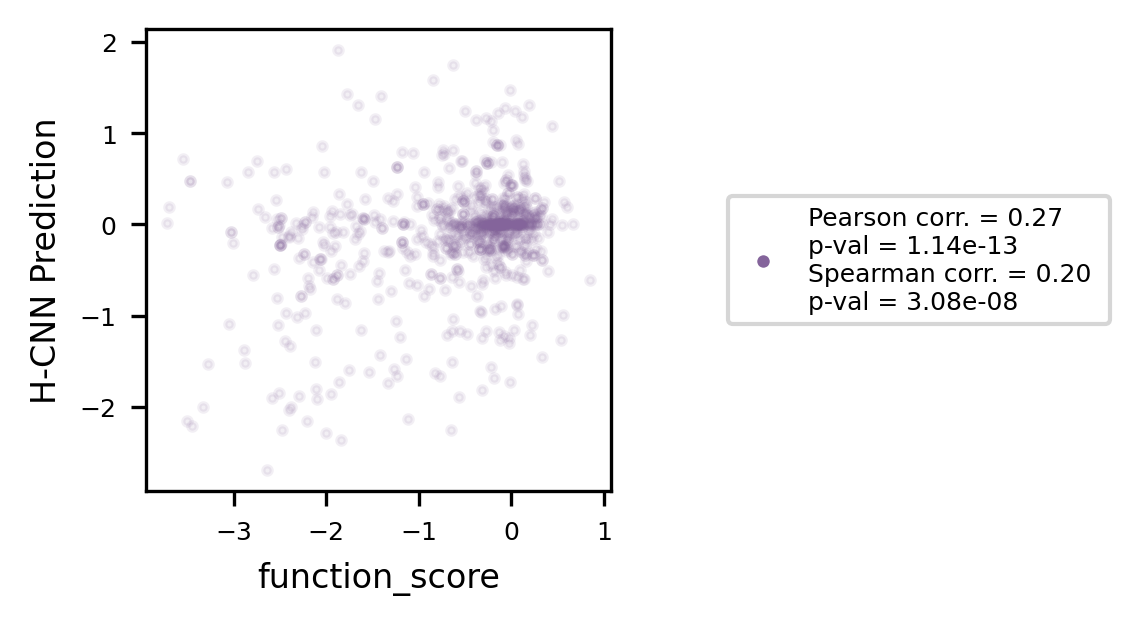 2
1
0
−1
−2
H-CNN Prediction
−3
−2
−1
0
1
function_score
Pearson corr. = 0.27
p-val = 1.14e-13
Spearman corr. = 0.20
p-val = 3.08e-08